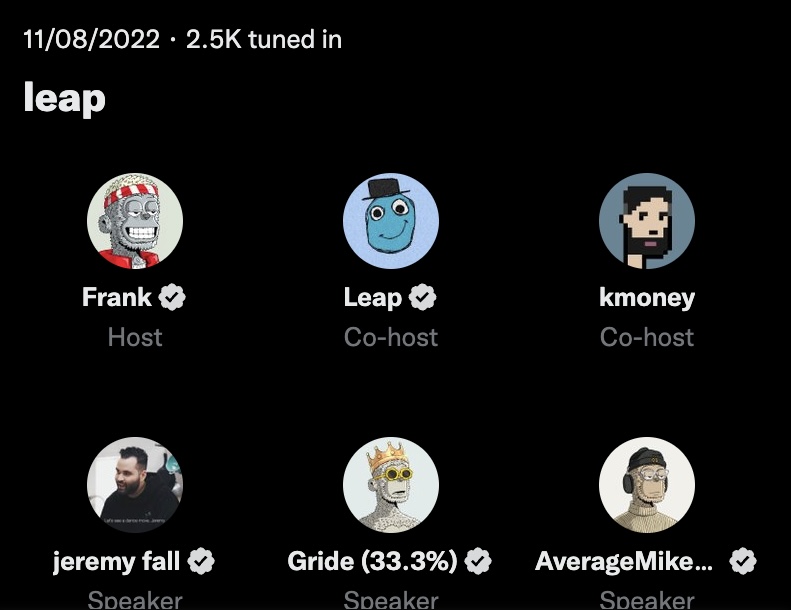 11/08/2022 · 2.5K tuned in
leap
Frank
Leap
kmoney
Host
Co-host
Co-host
jeremy fall
Gride (33.3%)
AverageMike...
Speaker
Speaker
Speaker